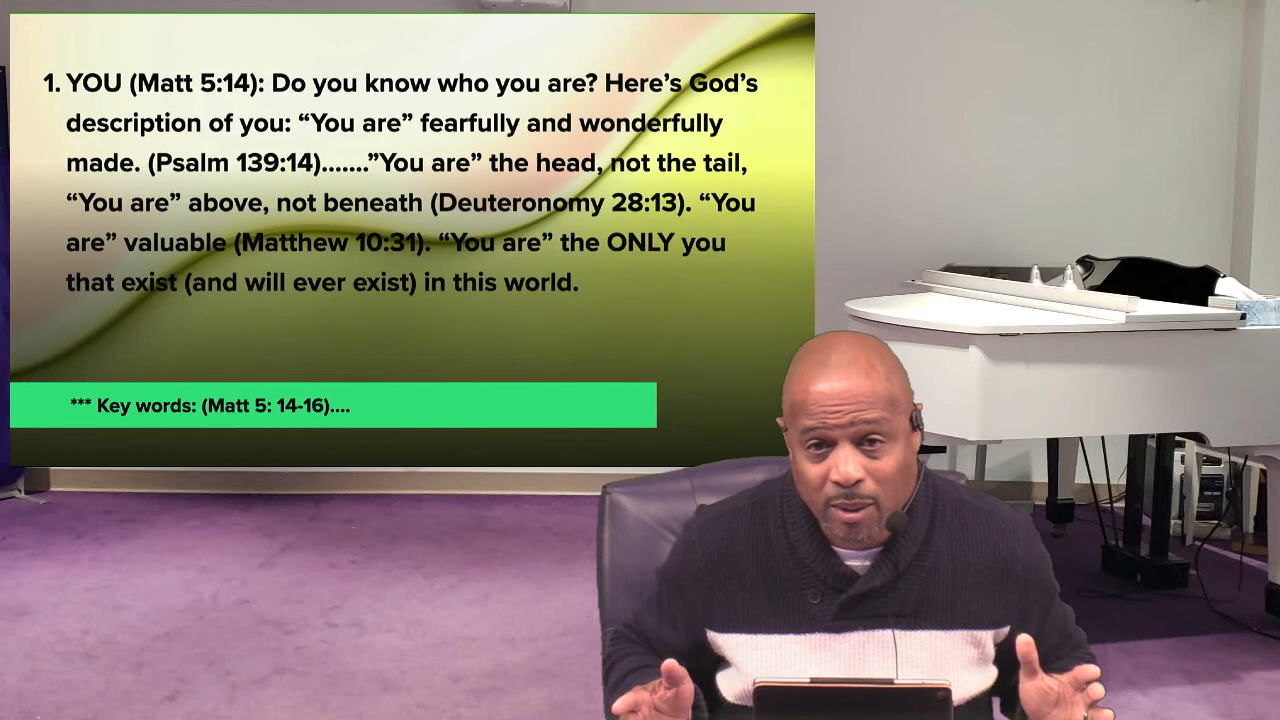 1. YOU (Matt 5:14): Do you know who you are? Here’s God’s
description of you: “You are” fearfully and wonderfully
made. (Psalm 139:14).......”You are” the head, not the tail,
“You are” above, not beneath (Deuteronomy 28:13). “You
are” valuable (Matthew 10:31). “You are” the ONLY you
that exist (and will ever exist) in this world.
*** Key words: (Matt 5: 14-16)....